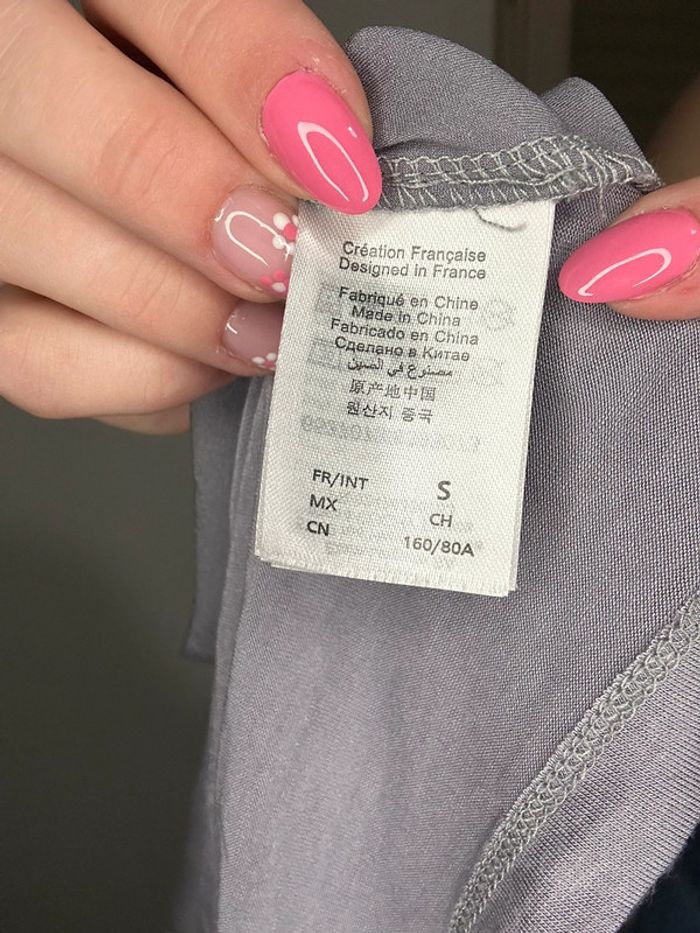 Création Française
Designed in France
Fabriqué en Chine
Made in China
Fabricado en China
Сделано в Китае
مصنوع في الصين
原产地中国
원산지 중국
FR/INT S
MX CH
CN 160/80A